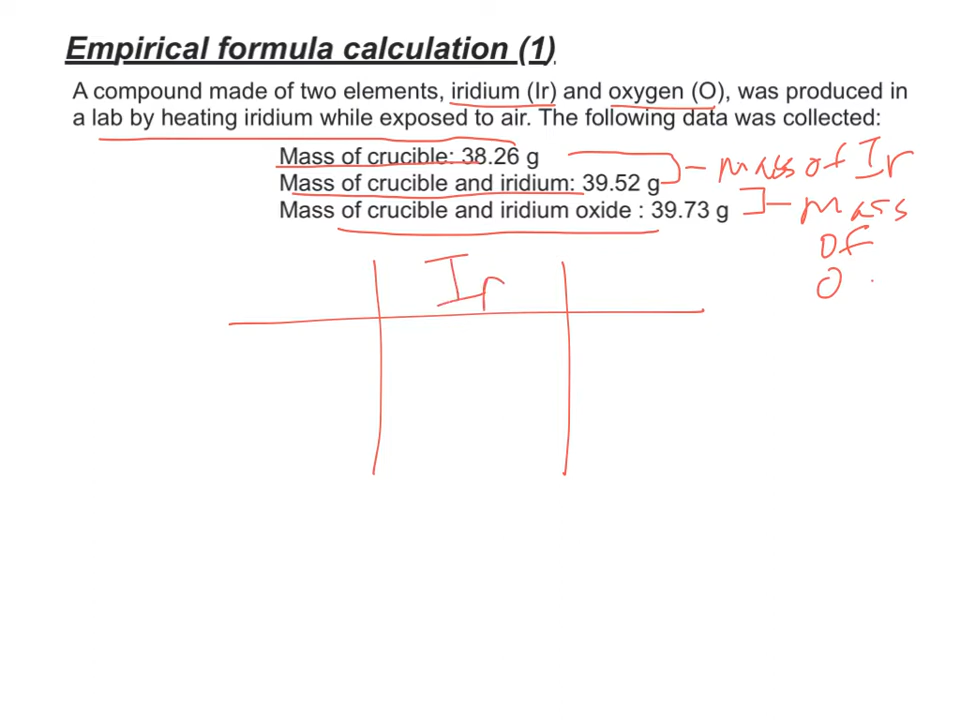 Empirical formula calculation (1)
A compound made of two elements, iridium (Ir) and oxygen (O), was produced in
a lab by heating iridium while exposed to air. The following data was collected:
Mass of crucible: 38.26 g
Mass of crucible and iridium: 39.52 g
Mass of crucible and iridium oxide : 39.73 g
- mass of Ir
- mass
of
O
Ir